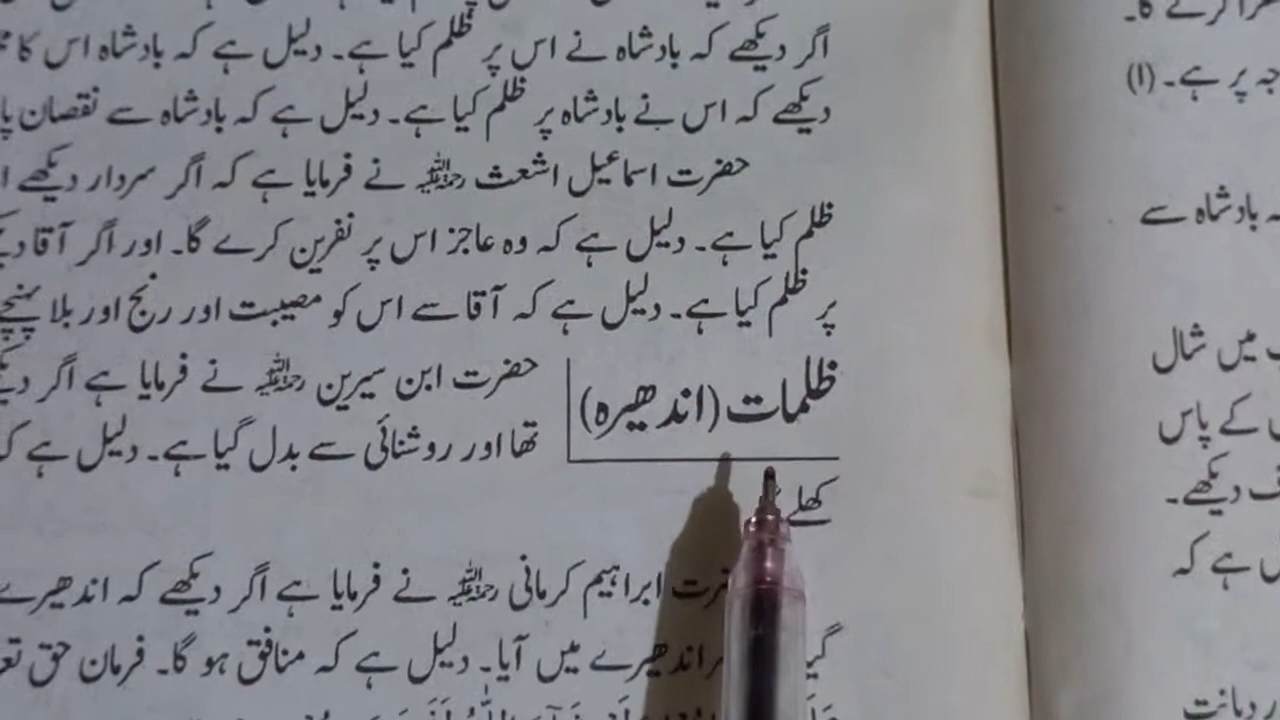 اگر دیکھے کہ بادشاہ نے اس پر ظلم کیا ہے۔ دلیل ہے کہ بادشاہ اس کا
دیکھے کہ اس نے بادشاہ پر ظلم کیا ہے۔ دلیل ہے کہ بادشاہ سے نقصان
حضرت اسماعیل اشعث رحمۃ اللہ علیہ نے فرمایا ہے کہ اگر سردار دیکھے
ظلم کیا ہے۔ دلیل ہے کہ وہ عاجز اس پر نفرین کرے گا۔ اور اگر آقا
پر ظلم کیا ہے۔ دلیل ہے کہ آقا سے اس کو مصیبت اور رنج اور بلا پہنچے
ظلمات (اندھیرہ)
حضرت ابن سیرین رحمۃ اللہ علیہ نے فرمایا ہے اگر
تھا اور روشنائی سے بدل گیا ہے۔ دلیل ہے
ابراہیم کرمانی رحمۃ اللہ علیہ نے فرمایا ہے اگر دیکھے کہ اندھیرے
اندھیرے میں آیا۔ دلیل ہے کہ منافق ہو گا۔ فرمان حق
جہ پر ہے۔ (۱)
بادشاہ سے
میں شال
کے پاس
دیکھے۔
ہے کہ